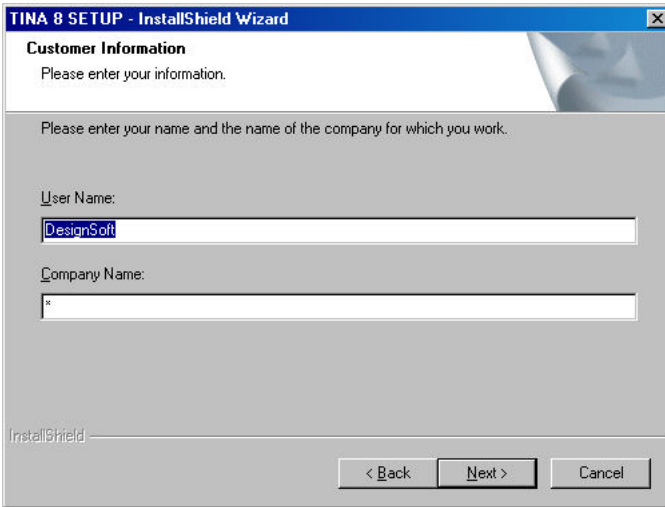 TINA 8 SETUP - InstallShield Wizard
Customer Information
Please enter your information.
Please enter your name and the name of the company for which you work.
User Name:
DesignSoft
Company Name:
*
InstallShield
< Back Next > Cancel